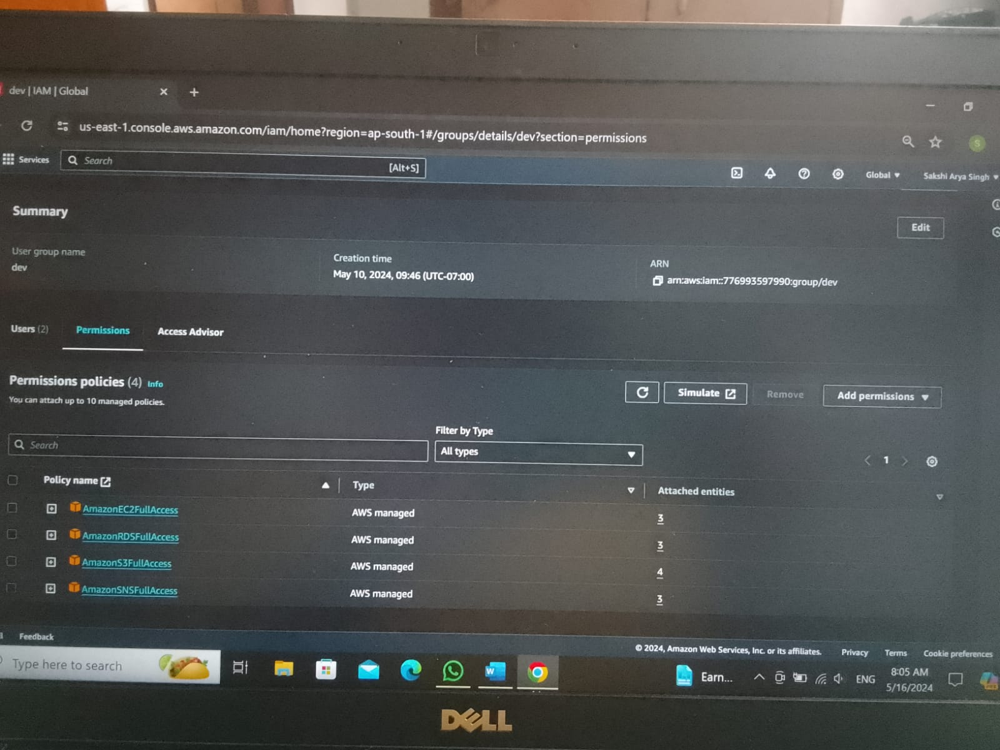 dev | IAM | Global
us-east-1.console.aws.amazon.com/iam/home?region=ap-south-1#/groups/details/dev?section=permissions
S
Services
Search
[Alt+S]
Global
Sakshi Arya Singh
Summary
Edit
User group name
dev
Creation time
May 10, 2024, 09:46 (UTC-07:00)
ARN
arn:aws:iam::776993597990:group/dev
Users (2)
Permissions
Access Advisor
Permissions policies (4) Info
You can attach up to 10 managed policies.
Simulate
Remove
Add permissions
Filter by Type
Search
All types
1
Policy name
Type
Attached entities
AmazonEC2FullAccess
AWS managed
3
AmazonRDSFullAccess
AWS managed
3
AmazonS3FullAccess
AWS managed
4
AmazonSNSFullAccess
AWS managed
3
Feedback
© 2024, Amazon Web Services, Inc. or its affiliates.
Privacy
Terms
Cookie preferences
Type here to search
W
Earn...
ENG
8:05 AM
5/16/2024
DELL